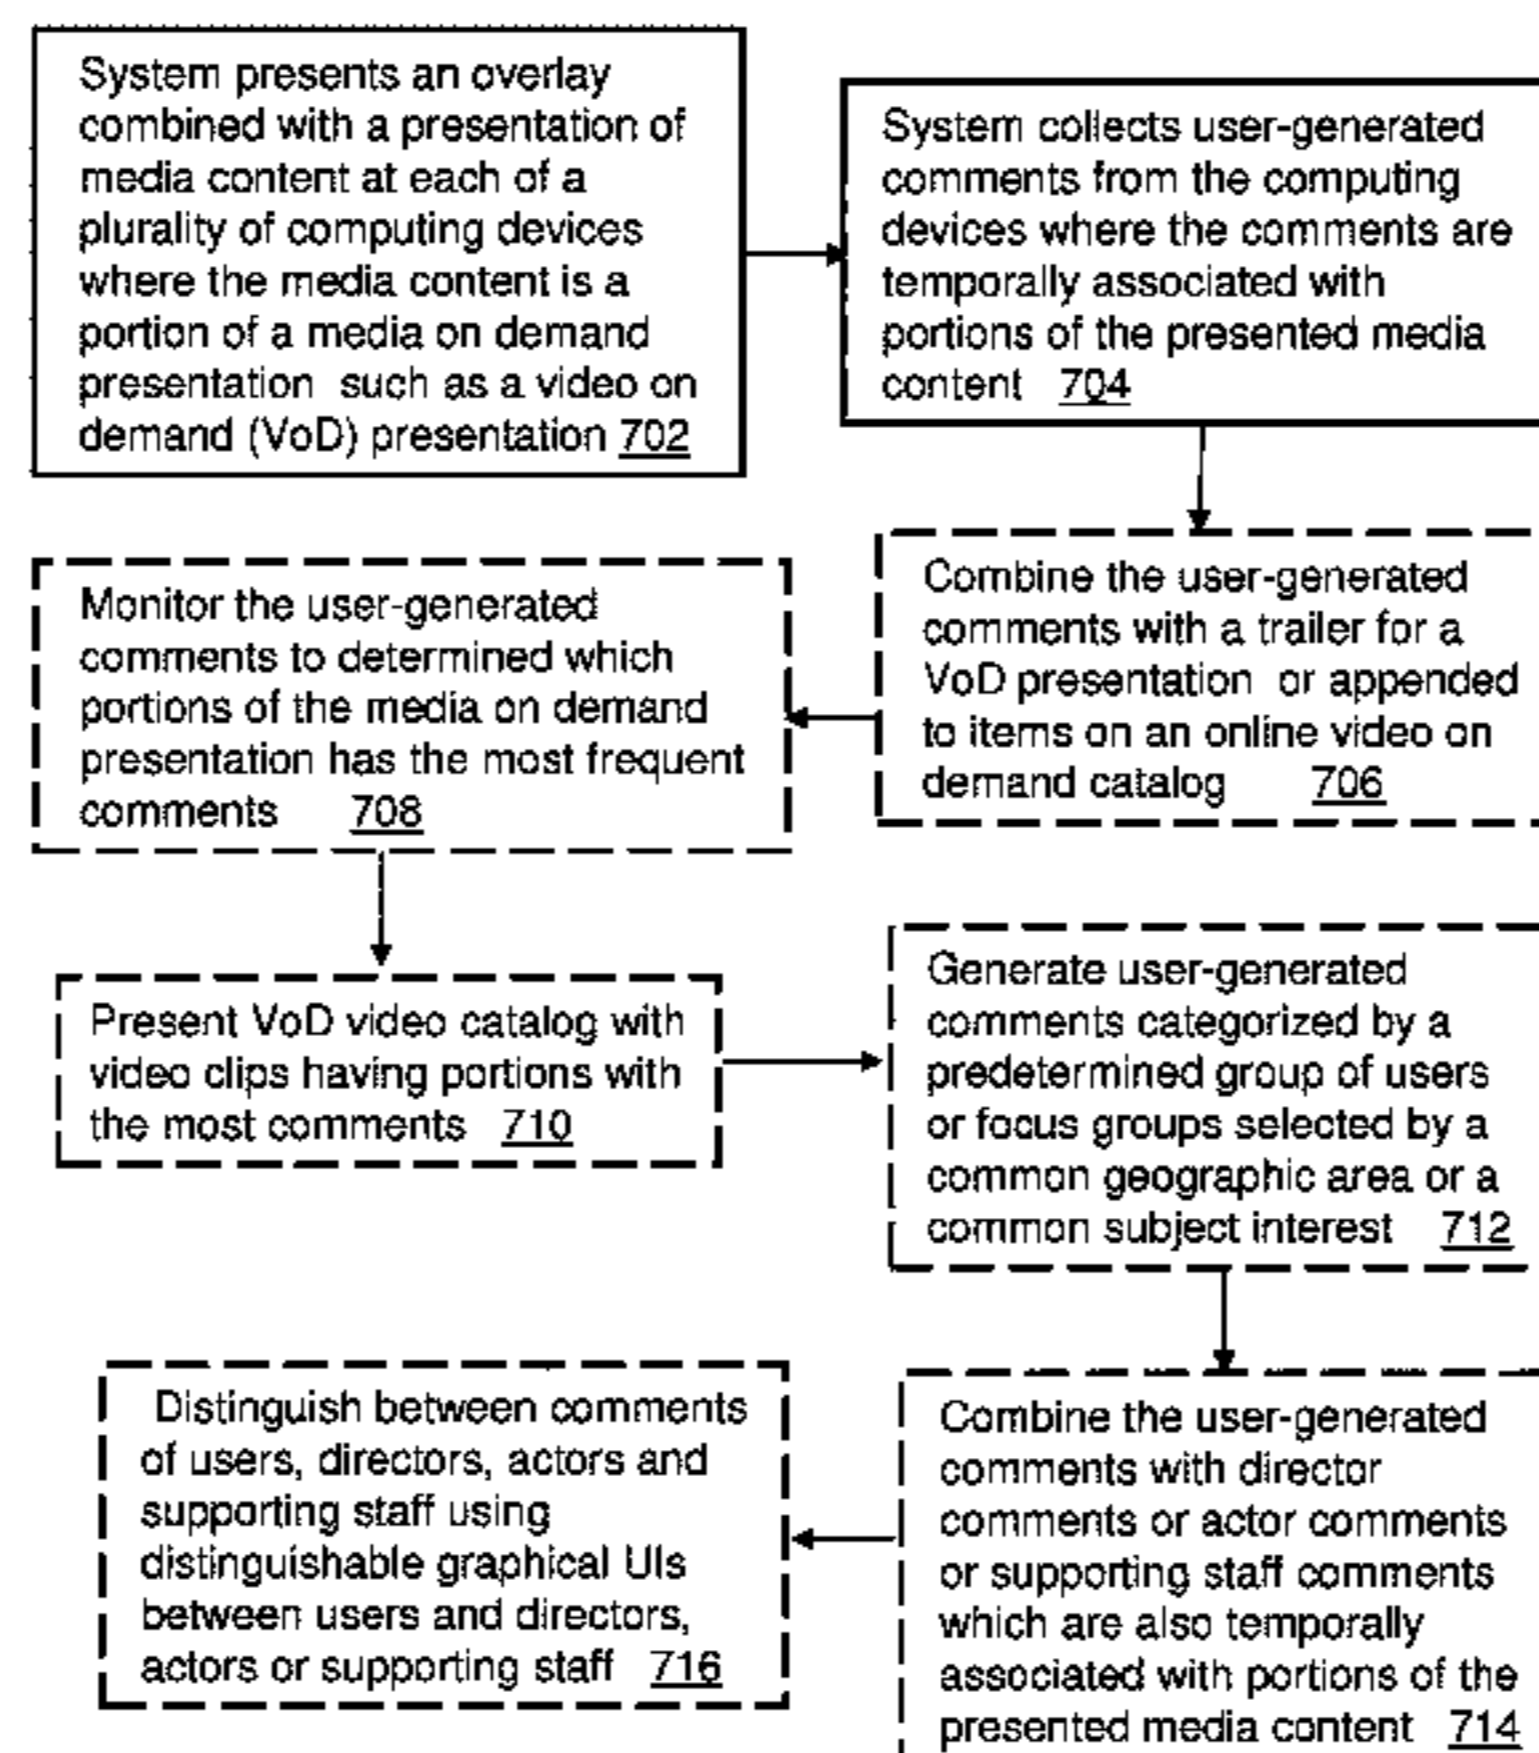 System presents an overlay
combined with a presentation of
media content at each of a
plurality of computing devices
where the media content is a
portion of a media on demand
presentation such as a video on
demand (VoD) presentation 702
System collects user-generated
comments from the computing
devices where the comments are
temporally associated with
portions of the presented media
content 704
Combine the user-generated
comments with a trailer for a
VoD presentation or appended
to items on an online video on
demand catalog 706
Monitor the user-generated
comments to determined which
portions of the media on demand
presentation has the most frequent
comments 708
Present VoD video catalog with
video clips having portions with
the most comments 710
Generate user-generated
comments categorized by a
predetermined group of users
or focus groups selected by a
common geographic area or a
common subject interest 712
Combine the user-generated
comments with director
comments or actor comments
or supporting staff comments
which are also temporally
associated with portions of the
presented media content 714
Distinguish between comments
of users, directors, actors and
supporting staff using
distinguishable graphical UIs
between users and directors,
actors or supporting staff 716